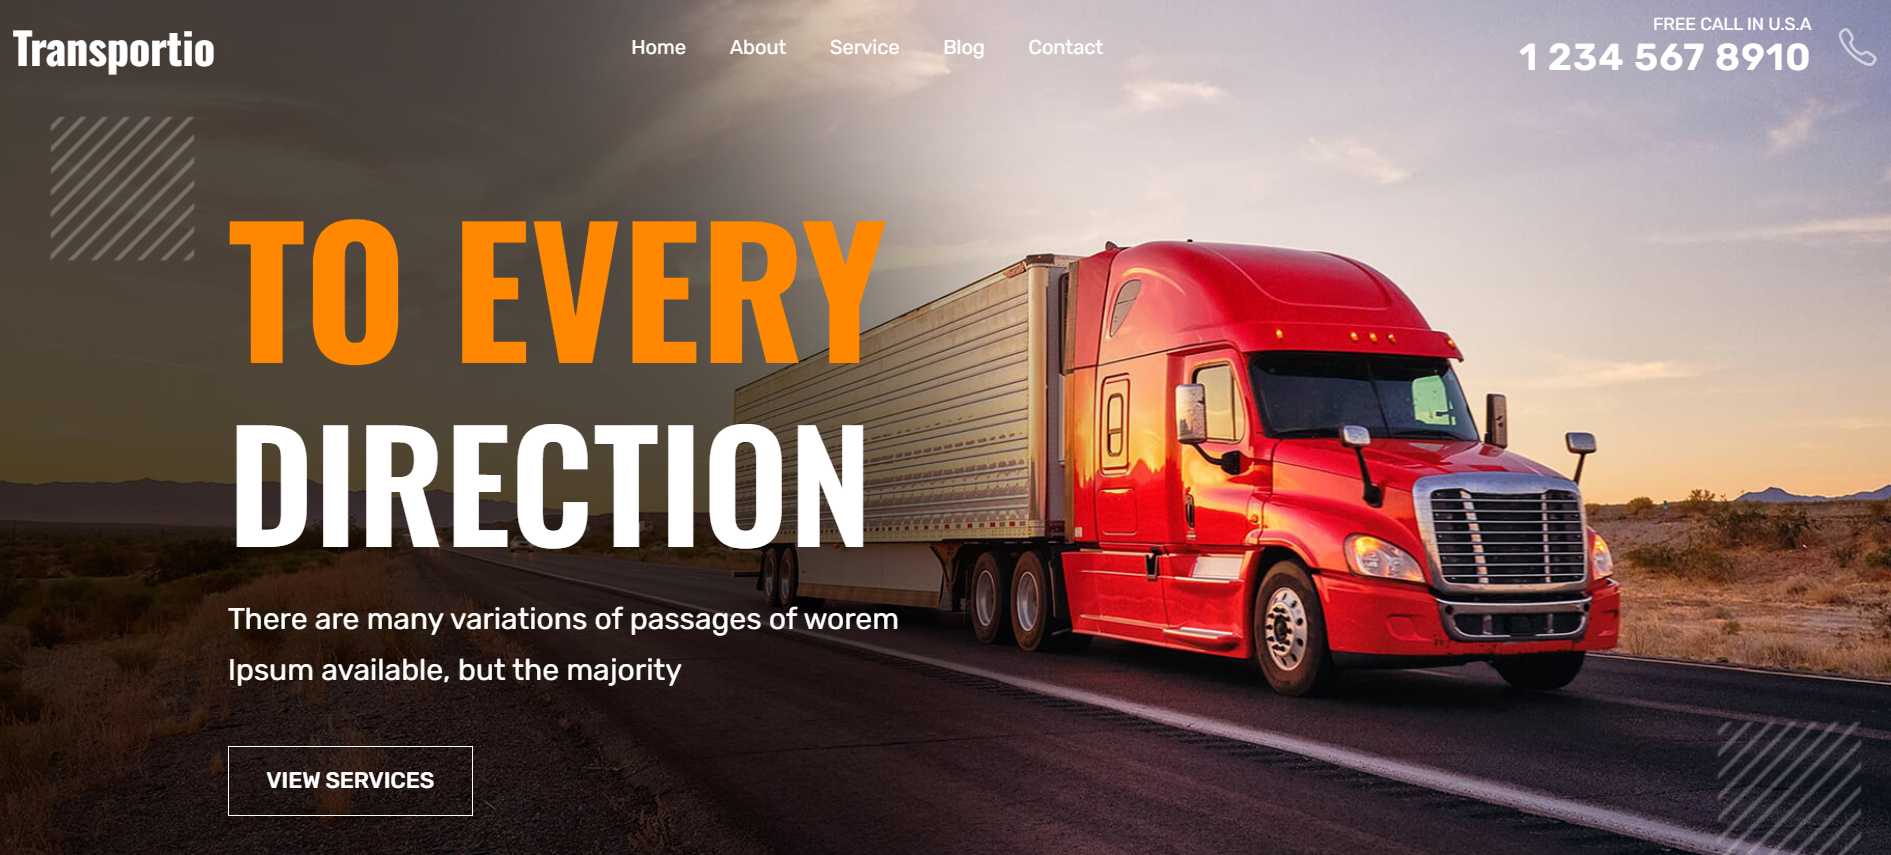 Transportio
Home About Service Blog Contact
FREE CALL IN U.S.A
1 234 567 8910
TO EVERY
DIRECTION
There are many variations of passages of worem
Ipsum available, but the majority
VIEW SERVICES